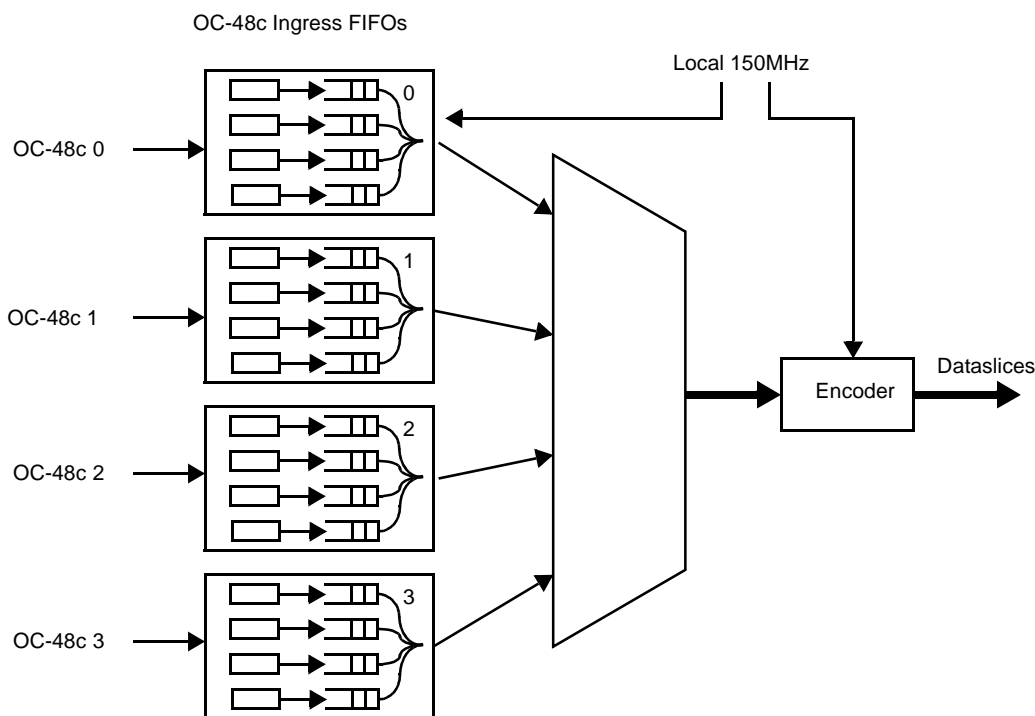 OC-48c Ingress FIFOs
Local 150MHz
0
OC-48c 0
1
OC-48c 1
Dataslices
Encoder
2
OC-48c 2
3
OC-48c 3